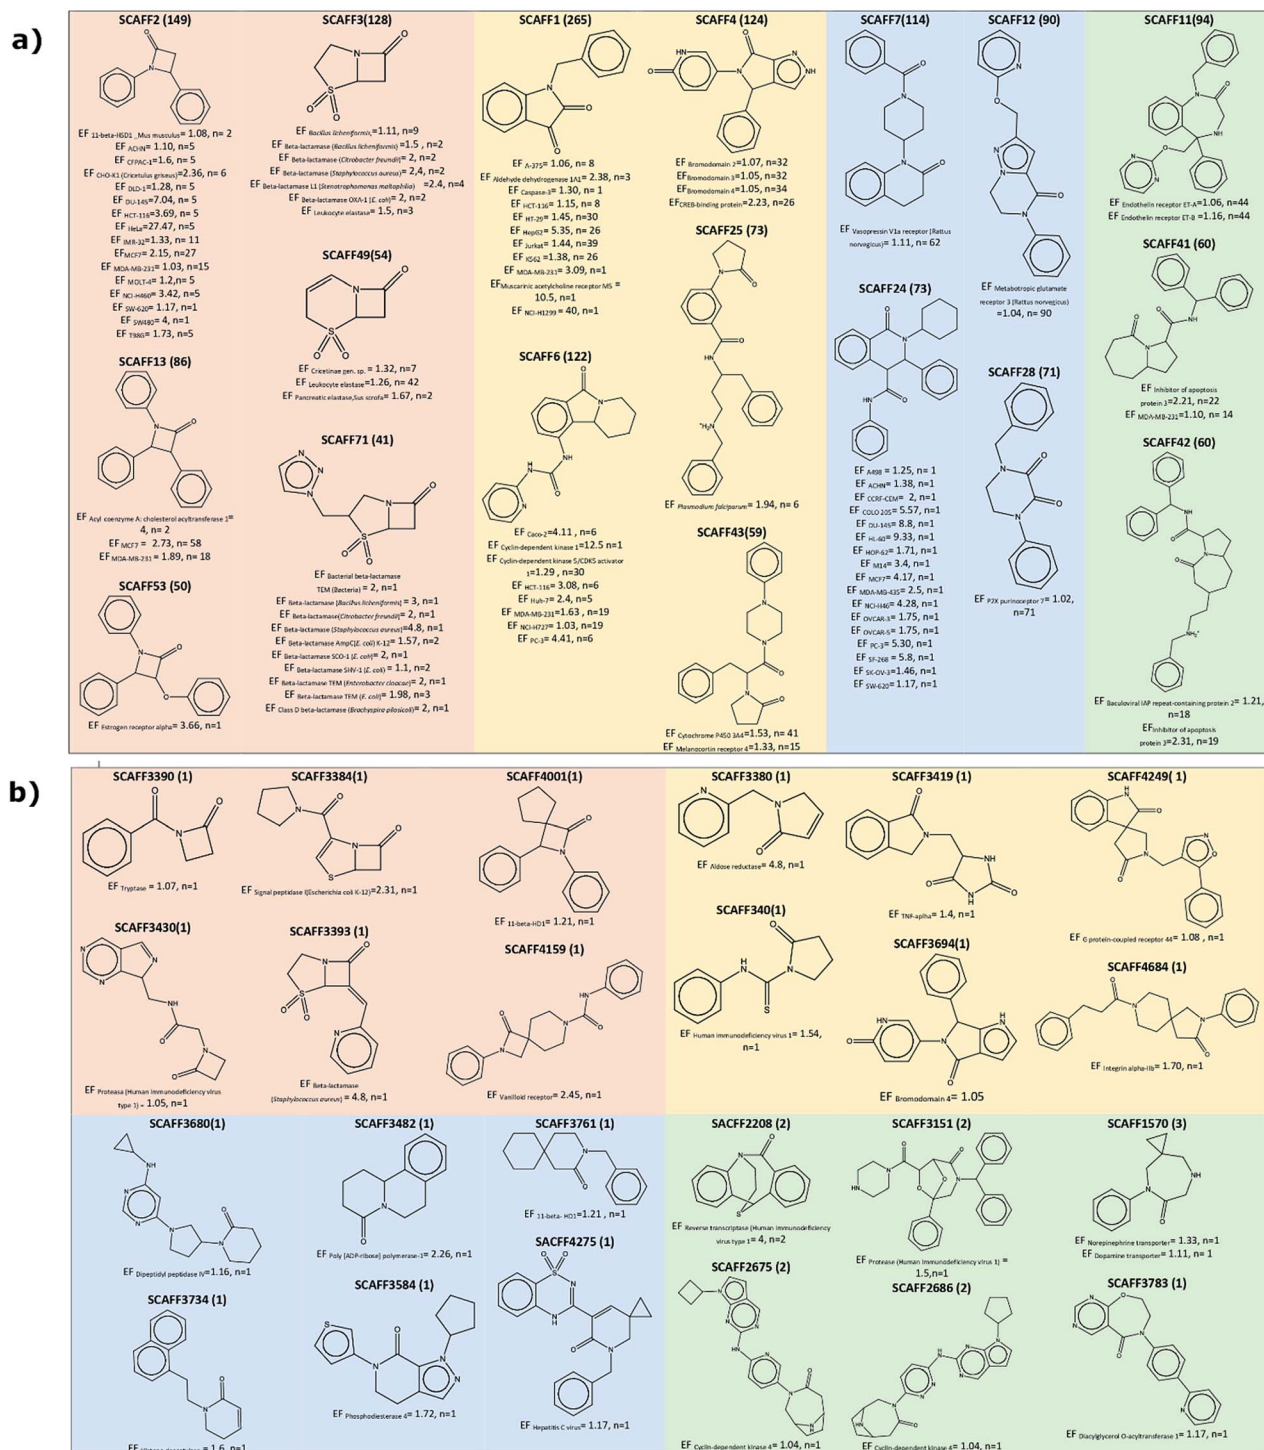 a)
SCAFF2 (149)
EF 11-beta-HSD1 _Mus musculus= 1.08, n= 2
EF ACHN= 1.10, n=5
EF CFPAC-1=1.6, n= 5
EF CHO-K1 (Cricetulus griseus)=2.36, n= 6
EF DLD-1=1.28, n= 5
EF DU-145=7.04, n= 5
EF HCT-116=3.69, n= 5
EF HeLa=27.47, n=5
EF IMR-32=1.33, n= 11
EF MCF7= 2.15, n=27
EF MDA-MB-231= 1.03, n=15
EF MOLT-4= 1.2,n= 5
EF NCI-H460= 3.42, n=5
EF SW-620= 1.17, n=1
EF SW480= 4, n=1
EF T98G= 1.73, n=5
SCAFF13 (86)
EF Acyl coenzyme A: cholesterol acyltransferase 1=
4, n= 2
EF MCF7 = 2.73, n= 58
EF MDA-MB-231 = 1.89, n= 18
SCAFF53 (50)
EF Estrogen receptor alpha= 3.66, n=1
SCAFF3(128)
EF Bacillus licheniformis,=1.11, n=9
EF Beta-lactamase (Bacillus licheniformis) =1.5 , n=2
EF Beta-lactamase (Citrobacter freundii)= 2, n=2
EF Beta-lactamase (Staphylococcus aureus)= 2,4, n=2
EF Beta-lactamase L1 (Stenotrophomonas maltophilia) =2.4, n=4
EF Beta-lactamase OXA-1 (E. coli)= 2, n=2
EF Leukocyte elastase= 1.5, n=3
SCAFF49(54)
EF Cricetinae gen. sp. = 1.32, n=7
EF Leukocyte elastase=1.26, n= 42
EF Pancreatic elastase,Sus scrofa= 1.67, n=2
SCAFF71 (41)
EF Bacterial beta-lactamase
TEM (Bacteria) = 2, n=1
EF Beta-lactamase (Bacillus licheniformis) = 3, n=1
EF Beta-lactamase(Citrobacter freundii)= 2, n=1
EF Beta-lactamase (Staphylococcus aureus)=4.8, n=1
EF Beta-lactamase AmpC(E. coli) K-12= 1.57, n=2
EF Beta-lactamase SCO-1 (E. coli)= 2, n=1
EF Beta-lactamase SHV-1 (E. coli) = 1.1, n=2
EF Beta-lactamase TEM (Enterobacter cloacae)= 2, n=1
EF Beta-lactamase TEM (E. coli)= 1.98, n=3
EF Class D beta-lactamase (Brachyspira pilosicoli)= 2, n=1
SCAFF1 (265)
EF A-375= 1.06, n= 8
EF Aldehyde dehydrogenase 1A1= 2.38, n=3
EF Caspase-3= 1.30, n= 1
EF HCT-116= 1.15, n= 8
EF HT-29= 1.45, n=30
EF HepG2= 5.35, n= 26
EF Jurkat= 1.44, n=39
EF K562 =1.38, n= 26
EF MDA-MB-231= 3.09, n=1
EF Muscarinic acetylcholine receptor M5 =
10.5, n=1
EF NCI-H1299 = 40, n=1
SCAFF6 (122)
EF Caco-2=4.11, n=6
EF Cyclin-dependent kinase 1=12.5 n=1
EF Cyclin-dependent kinase 5/CDK5 activator
1=1.29 , n=30
EF HCT-116= 3.08, n=6
EF Huh-7= 2.4, n=5
EF MDA-MB-231=1.63 , n=19
EF NCI-H727= 1.03, n=19
EF PC-3= 4.41, n=6
SCAFF4 (124)
EF Bromodomain 2=1.07, n=32
EF Bromodomain 3=1.05, n=32
EF Bromodomain 4=1.05, n=34
EF CREB-binding protein=2.23, n=26
SCAFF25 (73)
EF Plasmodium falciparum= 1.94, n= 6
SCAFF43(59)
EF Cytochrome P450 3A4=1.53, n= 41
EF Melanocortin receptor 4=1.33, n=15
SCAFF7(114)
EF Vasopressin V1a receptor (Rattus
norvegicus)= 1.11, n= 62
SCAFF24 (73)
EF A498 = 1.25, n= 1
EF ACHN= 1.38, n=1
EF CCRF-CEM= 2, n=1
EF COLO 205= 5.57, n=1
EF DU-145= 8.8, n=1
EF HL-60= 9.33, n=1
EF HOP-62= 1.71, n=1
EF M14= 3.4, n=1
EF MCF7= 4.17, n=1
EF MDA-MB-435= 2.5, n=1
EF NCI-H46= 4.28, n=1
EF OVCAR-3= 1.75, n=1
EF OVCAR-5= 1.75, n=1
EF PC-3= 5.30, n=1
EF SF-268 = 5.8, n=1
EF SK-OV-3=1.46, n=1
EF SW-620= 1.17, n=1
SCAFF12 (90)
EF Metabotropic glutamate
receptor 3 (Rattus norvegicus)
=1.04, n= 90
SCAFF28 (71)
EF P2X purinoceptor 7= 1.02,
n=71
SCAFF11(94)
EF Endothelin receptor ET-A= 1.06, n=44
EF Endothelin receptor ET-B = 1.16, n=44
SCAFF41 (60)
EF Inhibitor of apoptosis
protein 3=2.21, n=22
EF MDA-MB-231=1.10, n= 14
SCAFF42 (60)
EF Baculoviral IAP repeat-containing protein 2= 1.21,
n=18
EF Inhibitor of apoptosis
protein 3=2.31, n=19
b)
SCAFF3390 (1)
EF Tryptase = 1.07, n=1
SCAFF3384(1)
EF Signal peptidase I(Escherichia coli K-12)=2.31, n=1
SCAFF4001(1)
EF 11-beta-HD1= 1.21, n=1
SCAFF3430(1)
EF Protease (Human immunodeficiency virus
type 1) = 1.05, n=1
SCAFF3393 (1)
EF Beta-lactamase
(Staphylococcus aureus) = 4.8, n=1
SCAFF4159 (1)
EF Vanilloid receptor= 2.45, n=1
SCAFF3380 (1)
EF Aldose reductase= 4.8, n=1
SCAFF3419 (1)
EF TNF-aplha= 1.4, n=1
SCAFF4249( 1)
EF G protein-coupled receptor 44= 1.08 , n=1
SCAFF340(1)
EF Human immunodeficiency virus 1= 1.54,
n=1
SCAFF3694(1)
EF Bromodomain 4= 1.05
SCAFF4684 (1)
EF Integrin alpha-IIb= 1.70, n=1
SCAFF3680(1)
EF Dipeptidyl peptidase IV=1.16, n=1
SCAFF3482 (1)
EF Poly [ADP-ribose] polymerase-1= 2.26, n=1
SCAFF3761 (1)
EF 11-beta- HD1=1.21 , n=1
SCAFF3734 (1)
EF Histone deacetylase = 1.6, n=1
SCAFF3584 (1)
EF Phosphodiesterase 4= 1.72, n=1
SACFF4275 (1)
EF Hepatitis C virus= 1.17, n=1
SACFF2208 (2)
EF Reverse transcriptase (Human immunodeficiency
virus type 1= 4, n=2
SCAFF3151 (2)
EF Protease (Human immunodeficiency virus 1) =
1.5,n=1
SCAFF1570 (3)
EF Norepinephrine transporter= 1.33, n=1
EF Dopamine transporter= 1.11, n= 1
SCAFF2675 (2)
EF Cyclin-dependent kinase 4= 1.04, n=1
SCAFF2686 (2)
EF Cyclin-dependent kinase 4= 1.04, n=1
SCAFF3783 (1)
EF Diacylglycerol O-acyltransferase 1= 1.17, n=1